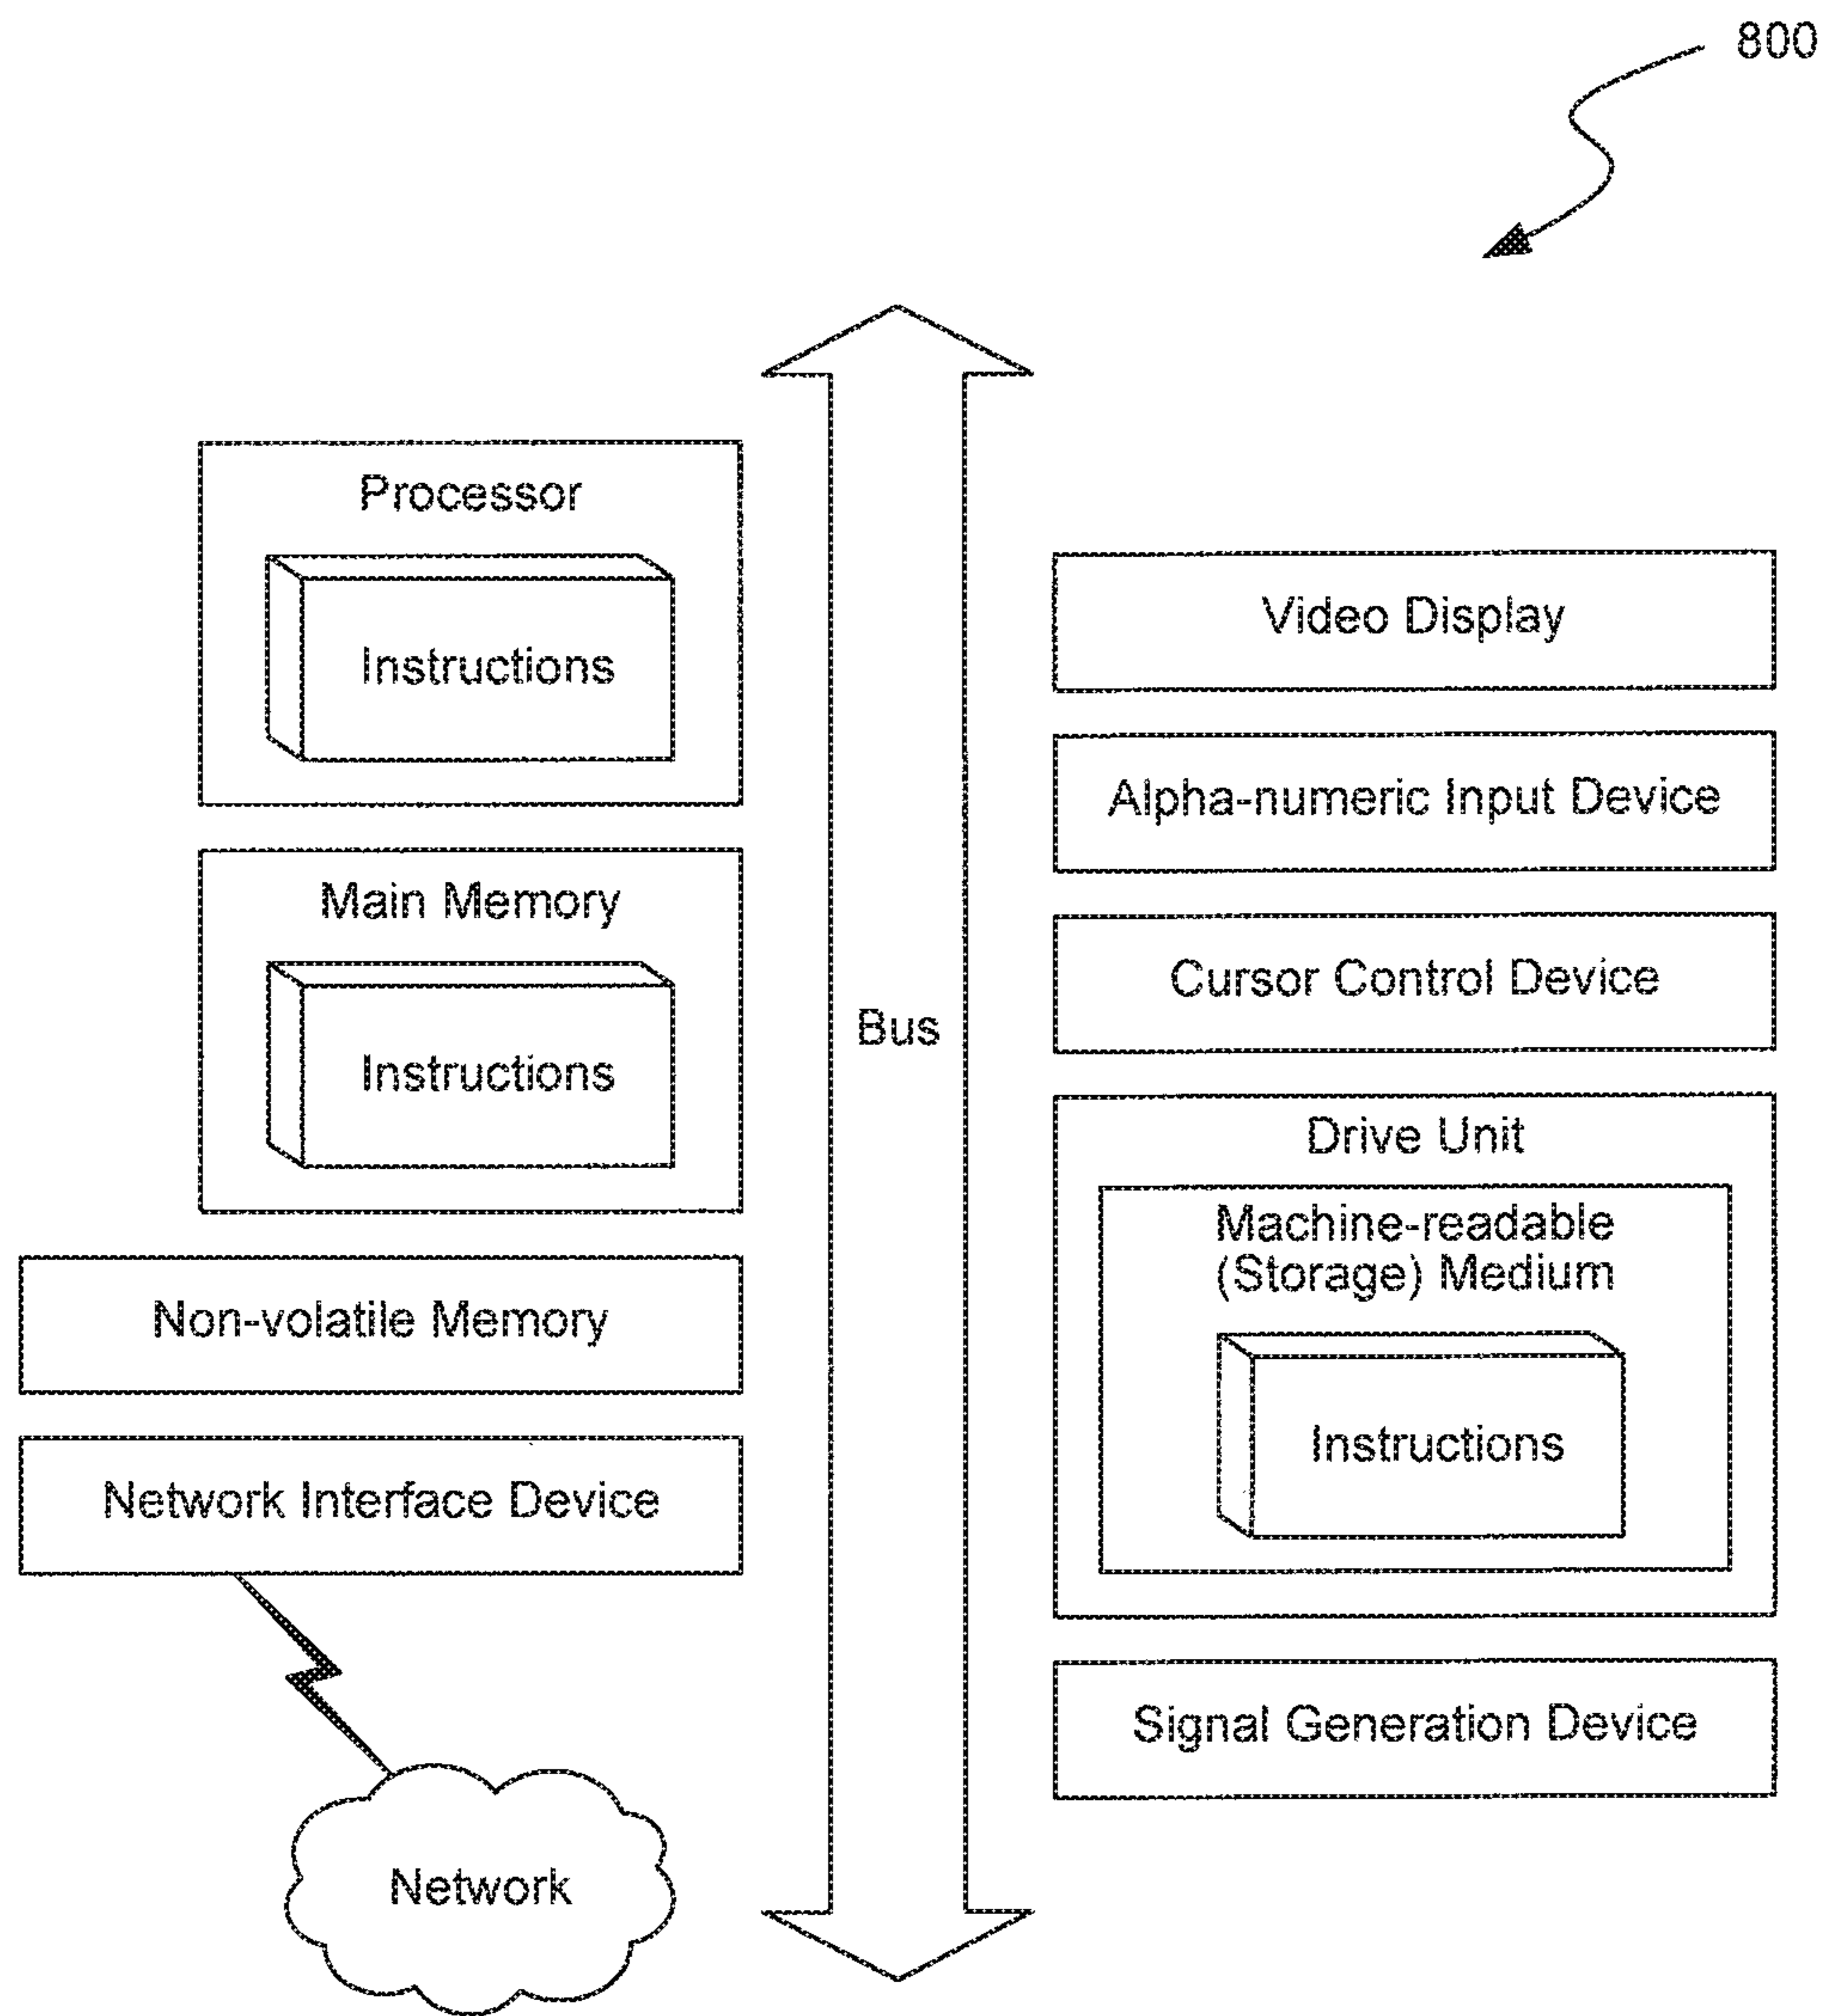 800
Processor
Instructions
Main Memory
Instructions
Non-volatile Memory
Network Interface Device
Network
Bus
Video Display
Alpha-numeric Input Device
Cursor Control Device
Drive Unit
Machine-readable
(Storage) Medium
Instructions
Signal Generation Device